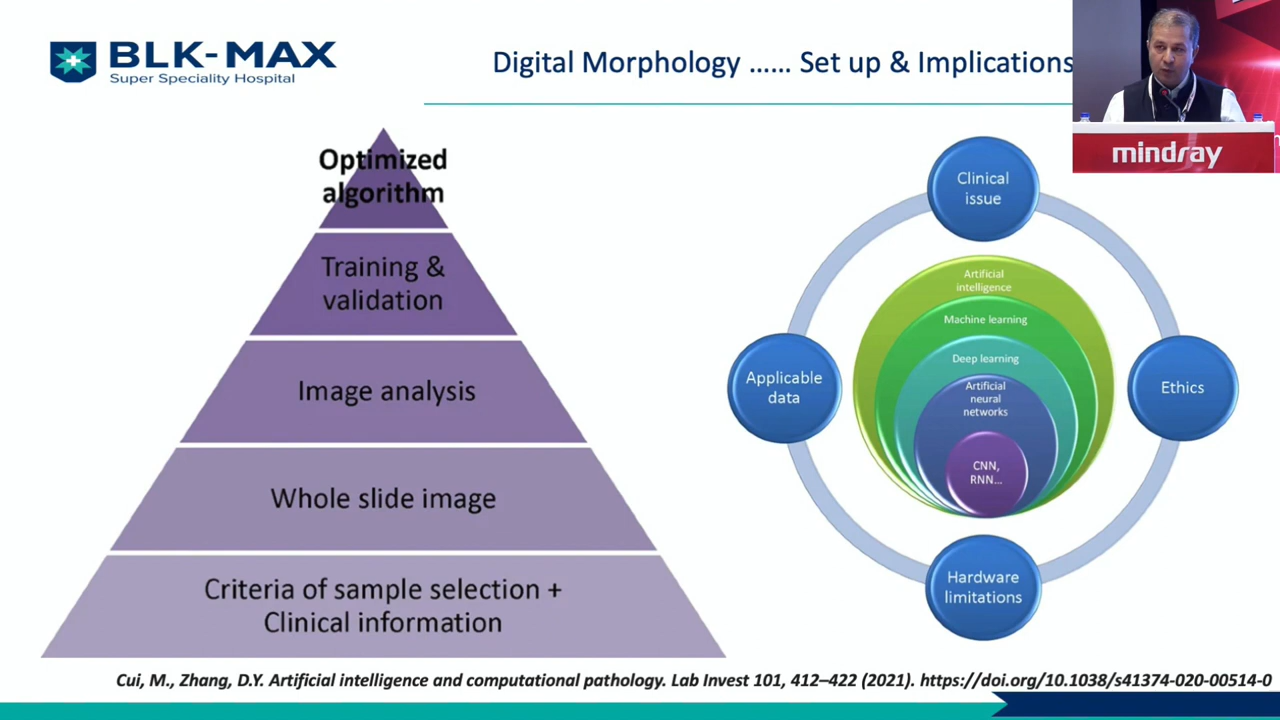 BLK-MAX
Super Speciality Hospital
Digital Morphology ...... Set up & Implications
mindray
Optimized
algorithm
Training &
validation
Image analysis
Whole slide image
Criteria of sample selection +
Clinical information
Clinical
issue
Artificial
intelligence
Machine learning
Deep learning
Artificial
neural
networks
CNN,
RNN...
Applicable
data
Ethics
Hardware
limitations
Cui, M., Zhang, D.Y. Artificial intelligence and computational pathology. Lab Invest 101, 412–422 (2021). https://doi.org/10.1038/s41374-020-00514-0